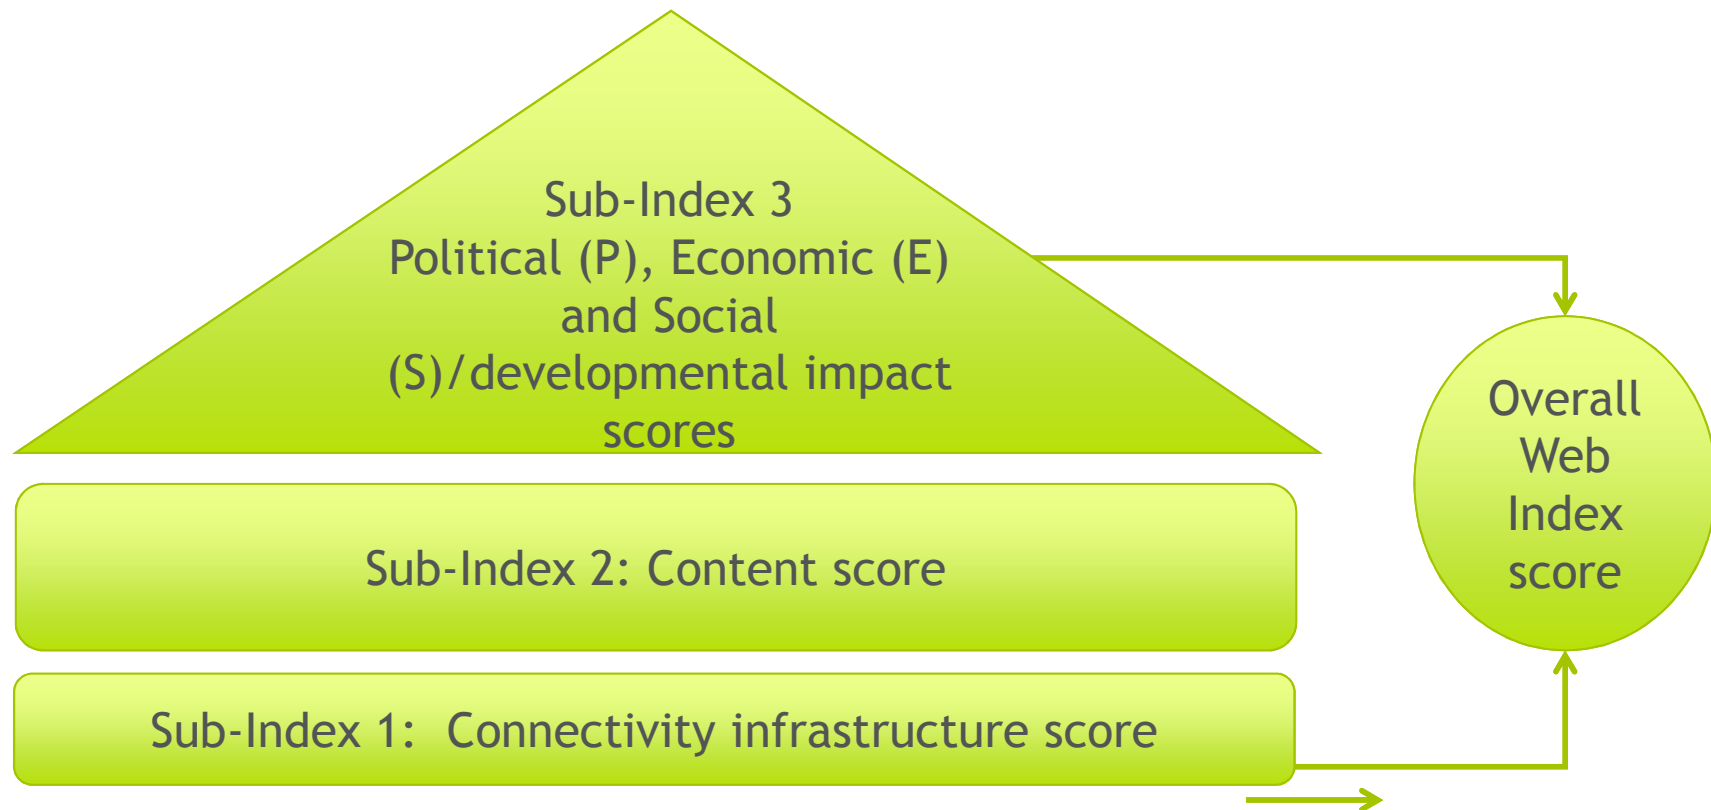 Sub-Index 3
Political (P), Economic (E)
and Social
(S)/developmental impact
scores
Sub-Index 2: Content score
Sub-Index 1:  Connectivity infrastructure score
Overall
Web
Index
score